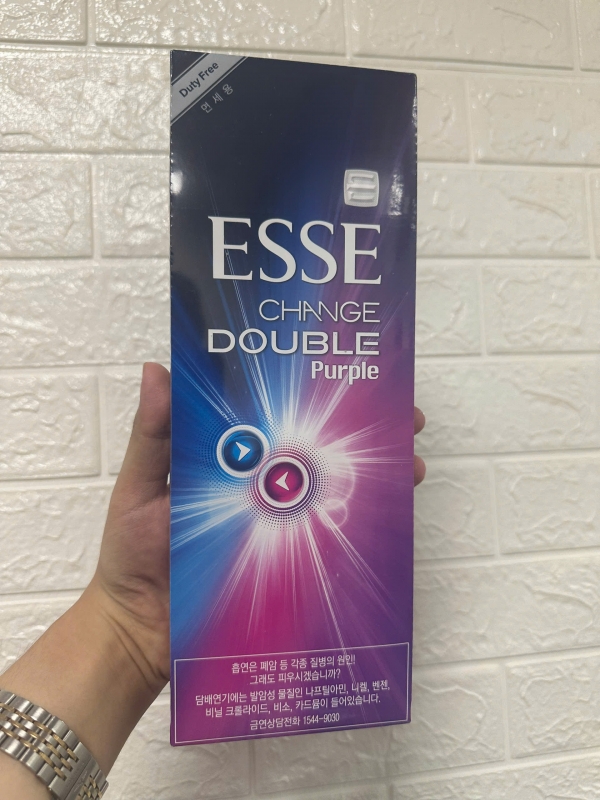 Duty Free
면세용
ESSE
CHANGE
DOUBLE
Purple
흡연은 폐암 등 각종 질병의 원인!
그래도 피우시겠습니까?
담배연기에는 발암성 물질인 나프틸아민, 니켈, 벤젠,
비닐 크롤라이드, 비소, 카드뮴이 들어있습니다.
금연상담전화 1544-9030